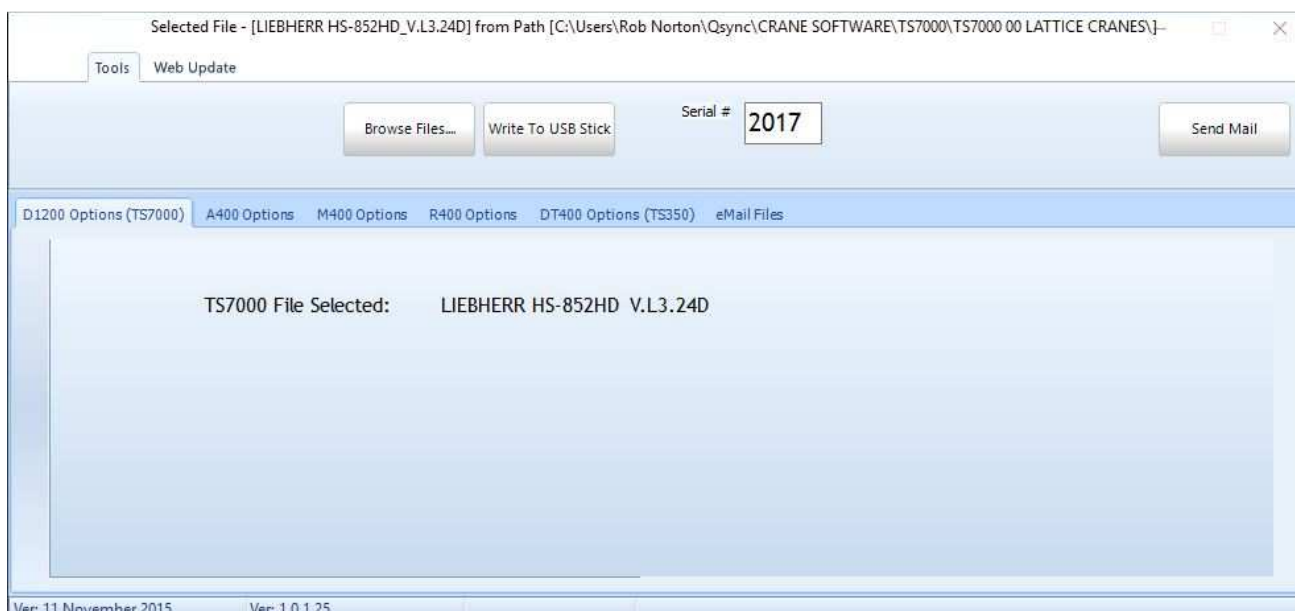 Selected File - [LIEBHERR HS-852HD_V.L3.24D] from Path [C:\Users\Rob Norton\Qsync\CRANE SOFTWARE\TS7000\TS7000 00 LATTICE CRANES\]
Tools Web Update
Browse Files.... Write To USB Stick Serial # 2017 Send Mail
D1200 Options (TS7000) A400 Options M400 Options R400 Options DT400 Options (TS350) eMail Files
TS7000 File Selected: LIEBHERR HS-852HD V.L3.24D
Ver: 11 November 2015 Ver: 1.0.1.25